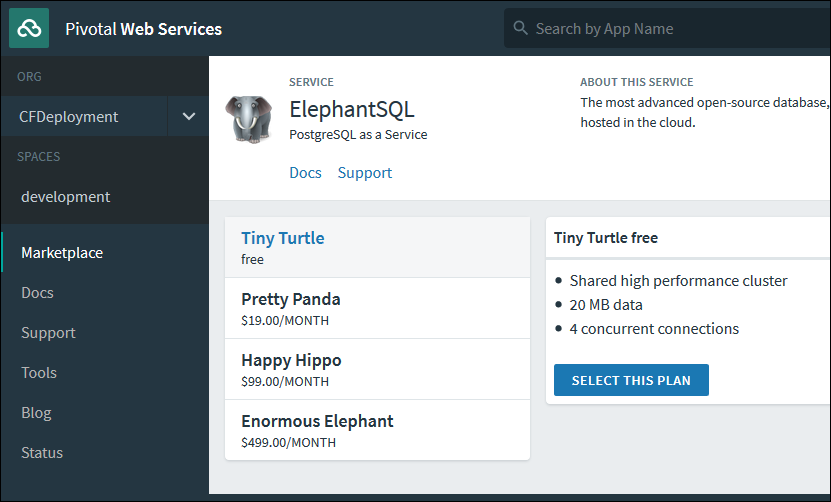 Pivotal Web Services
Search by App Name
ORG
CFDeployment
SPACES
development
Marketplace
Docs
Support
Tools
Blog
Status
SERVICE
ElephantSQL
PostgreSQL as a Service
Docs Support
ABOUT THIS SERVICE
The most advanced open-source database,
hosted in the cloud.
Tiny Turtle
free
Pretty Panda
$19.00/MONTH
Happy Hippo
$99.00/MONTH
Enormous Elephant
$499.00/MONTH
Tiny Turtle free
• Shared high performance cluster
• 20 MB data
• 4 concurrent connections
SELECT THIS PLAN